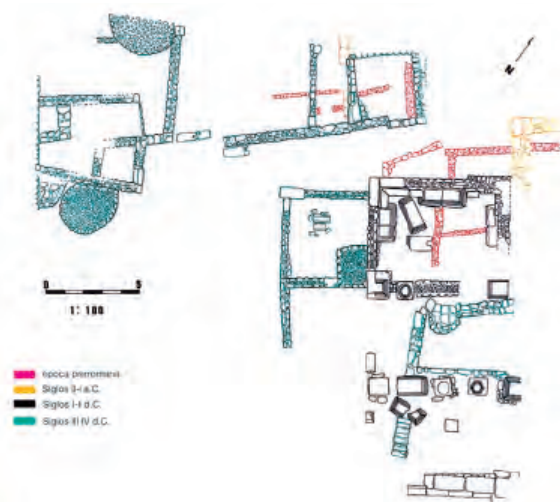 N
0 5
1: 100
época prerromana
Siglos II-I a.C.
Siglos I-II d.C.
Siglos III IV d.C.